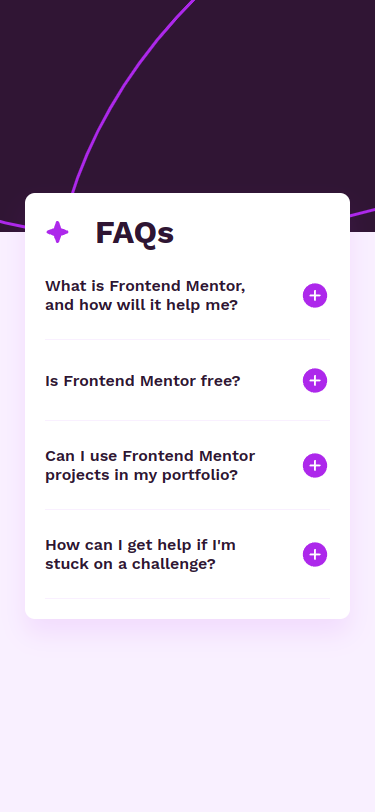 FAQs
What is Frontend Mentor,
and how will it help me?
Is Frontend Mentor free?
Can I use Frontend Mentor
projects in my portfolio?
How can I get help if I'm
stuck on a challenge?